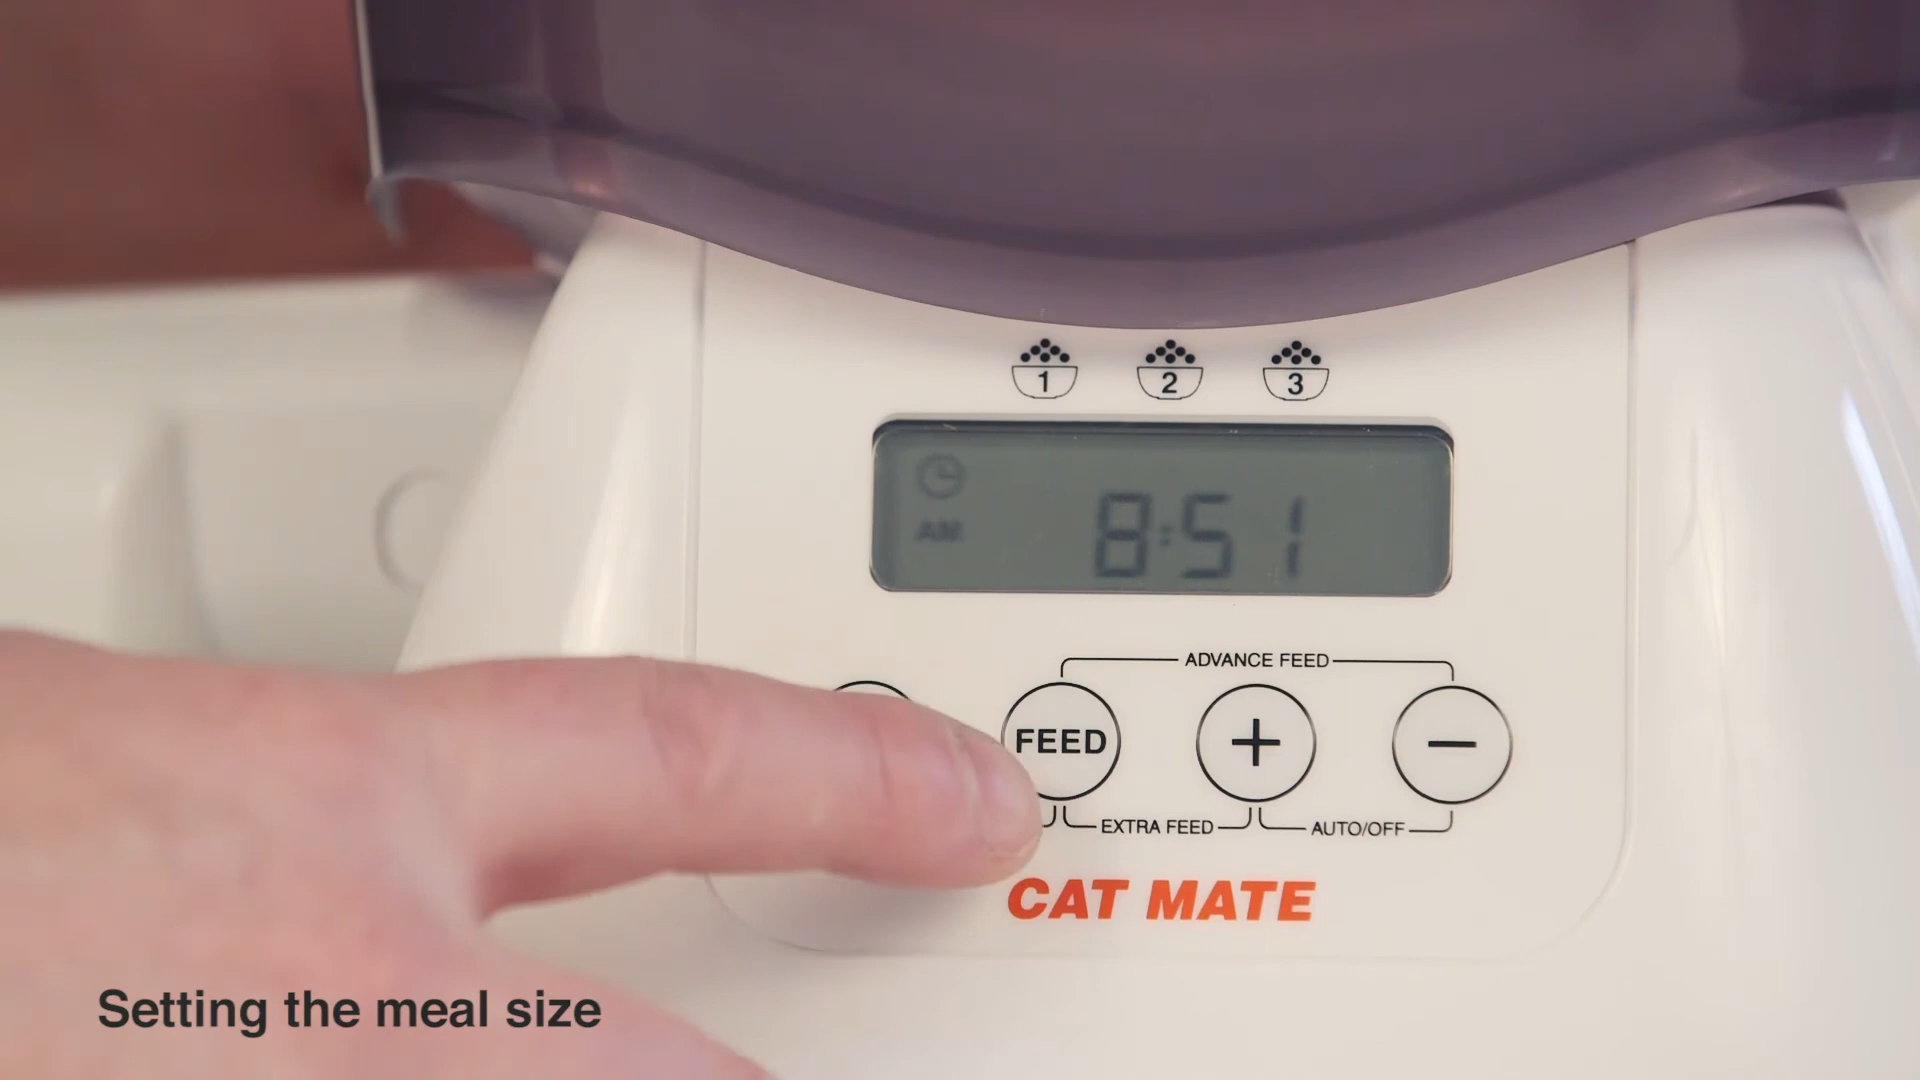 1 2 3
AM
8:51
ADVANCE FEED
FEED + −
EXTRA FEED AUTO/OFF
CAT MATE
Setting the meal size